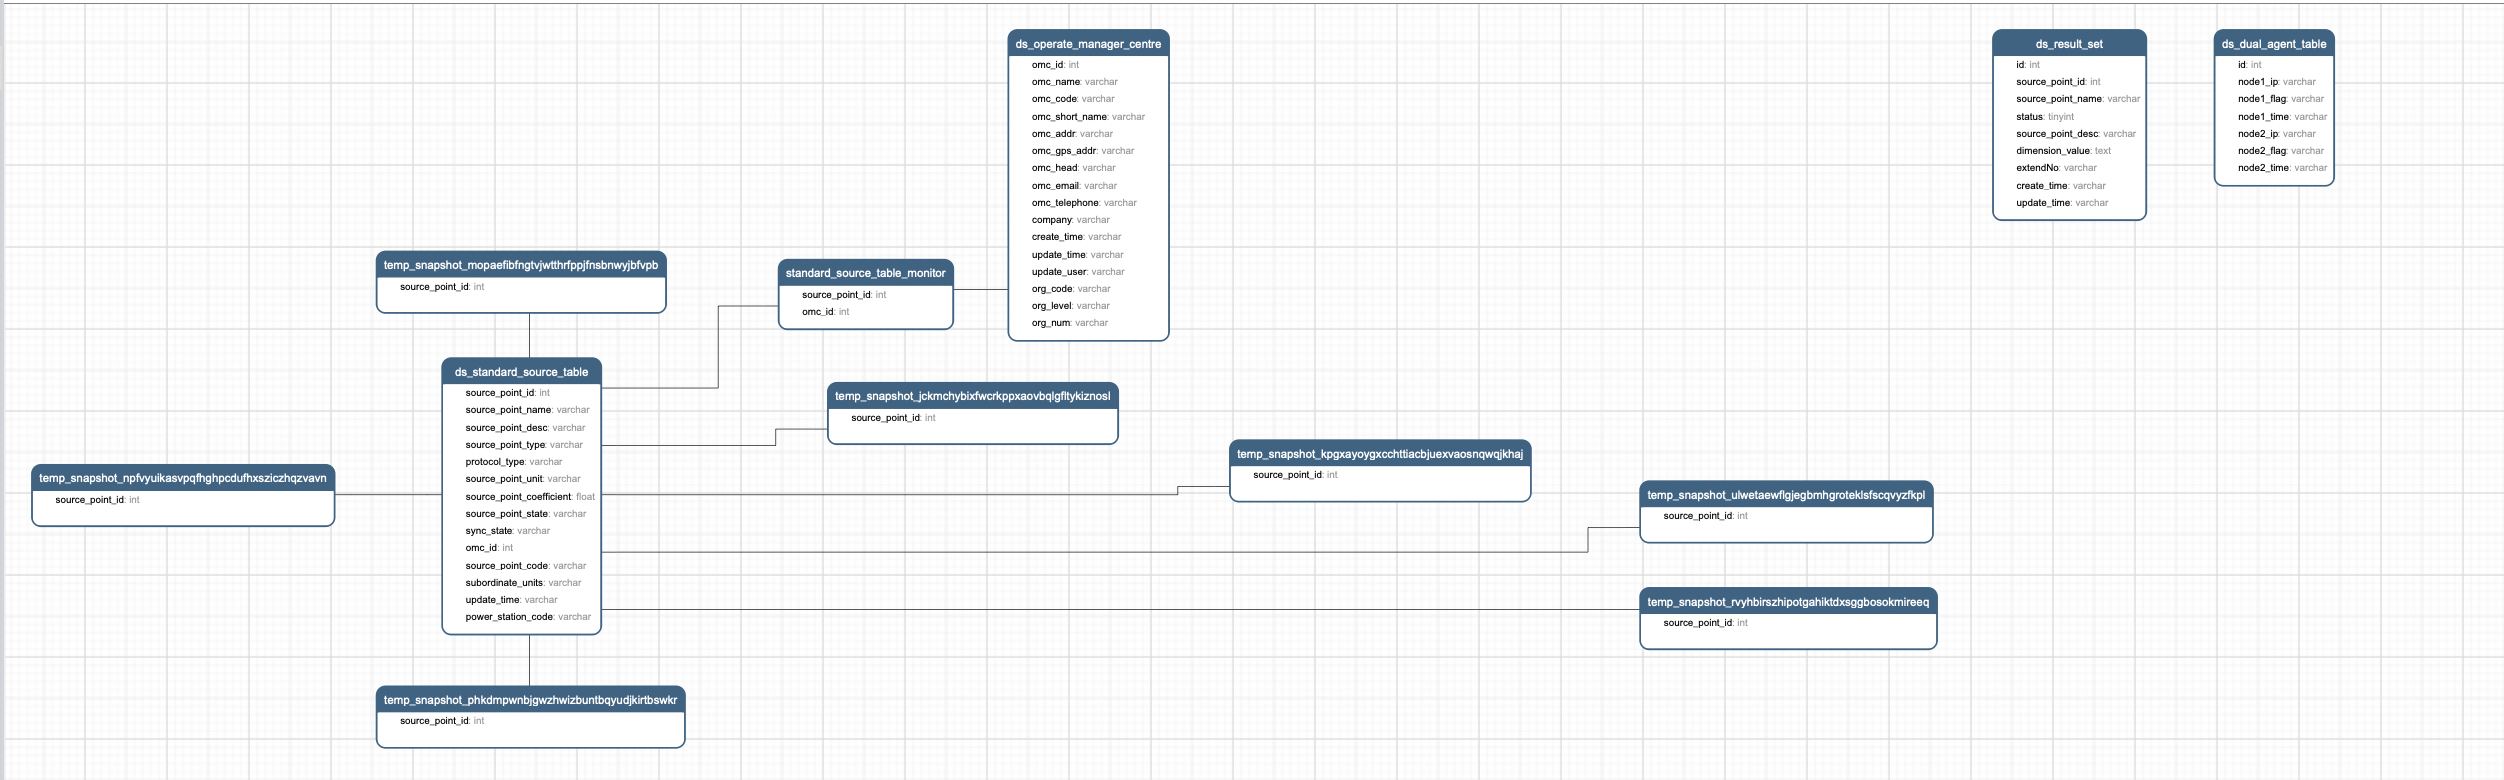 ds_operate_manager_centre
omc_id: int
omc_name: varchar
omc_code: varchar
omc_short_name: varchar
omc_addr: varchar
omc_gps_addr: varchar
omc_head: varchar
omc_email: varchar
omc_telephone: varchar
company: varchar
create_time: varchar
update_time: varchar
update_user: varchar
org_code: varchar
org_level: varchar
org_num: varchar
ds_result_set
id: int
source_point_id: int
source_point_name: varchar
status: tinyint
source_point_desc: varchar
dimension_value: text
extendNo: varchar
create_time: varchar
update_time: varchar
ds_dual_agent_table
id: int
node1_ip: varchar
node1_flag: varchar
node1_time: varchar
node2_ip: varchar
node2_flag: varchar
node2_time: varchar
temp_snapshot_mopaefibfngtvjwtthrfppjfnsbnwyjbfvpb
source_point_id: int
standard_source_table_monitor
source_point_id: int
omc_id: int
ds_standard_source_table
source_point_id: int
source_point_name: varchar
source_point_desc: varchar
source_point_type: varchar
protocol_type: varchar
source_point_unit: varchar
source_point_coefficient: float
source_point_state: varchar
sync_state: varchar
omc_id: int
source_point_code: varchar
subordinate_units: varchar
update_time: varchar
power_station_code: varchar
temp_snapshot_jckmchybixfwcrkppxaovbqlgfltykiznosl
source_point_id: int
temp_snapshot_kpgxayoygxcchttiacbjuexvaosnqwqjkhaj
source_point_id: int
temp_snapshot_npfvyuikasvpqfhghpcdufhxsziczhqzvavn
source_point_id: int
temp_snapshot_ulwetaewflgjegbmhgroteklsfscqvyzfkpl
source_point_id: int
temp_snapshot_rvyhbirszhipotgahiktdxsggbosokmireeq
source_point_id: int
temp_snapshot_phkdmpwnbjgwzhwizbuntbqyudjkirtbswkr
source_point_id: int